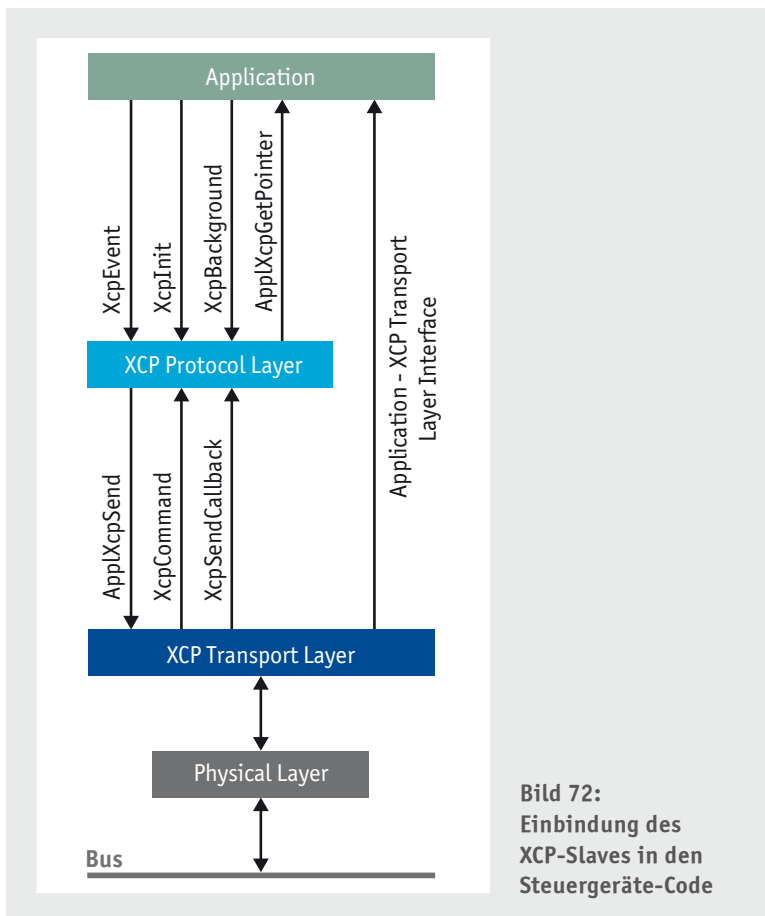 Application
XcpEvent
XcpInit
XcpBackground
ApplXcpGetPointer
Application - XCP Transport
Layer Interface
XCP Protocol Layer
ApplXcpSend
XcpCommand
XcpSendCallback
XCP Transport Layer
Physical Layer
Bus
Bild 72:
Einbindung des
XCP-Slaves in den
Steuergeräte-Code